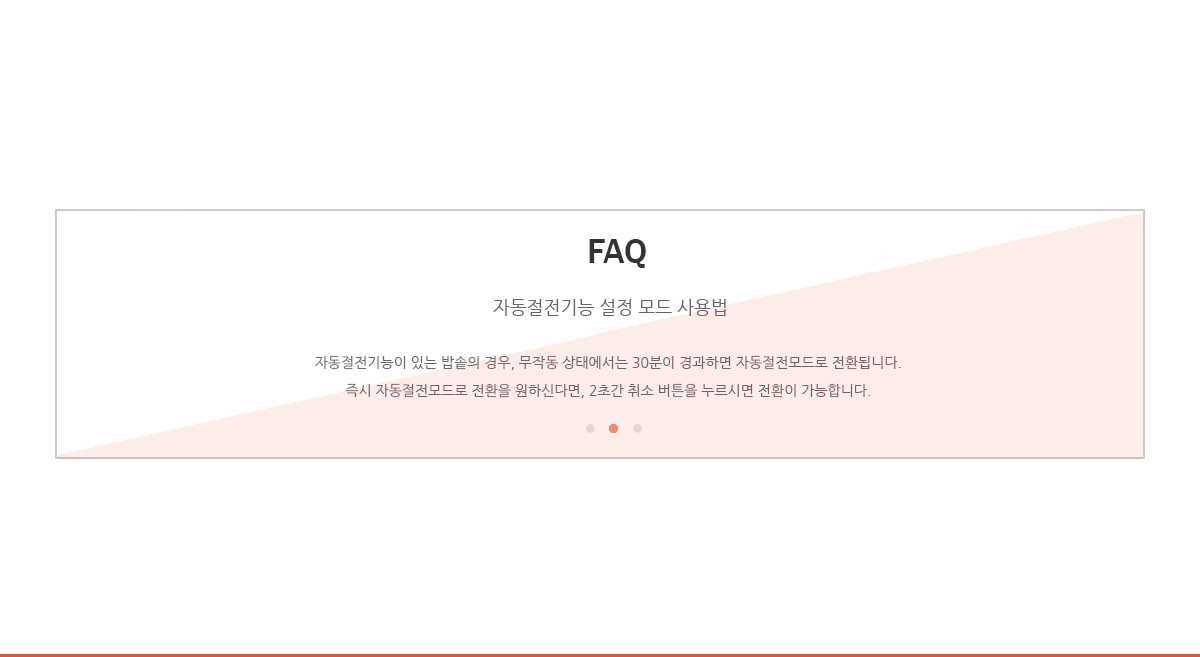 FAQ
자동절전기능 설정 모드 사용법
자동절전기능이 있는 밥솥의 경우, 무작동 상태에서는 30분이 경과하면 자동절전모드로 전환됩니다.
즉시 자동절전모드로 전환을 원하신다면, 2초간 취소 버튼을 누르시면 전환이 가능합니다.